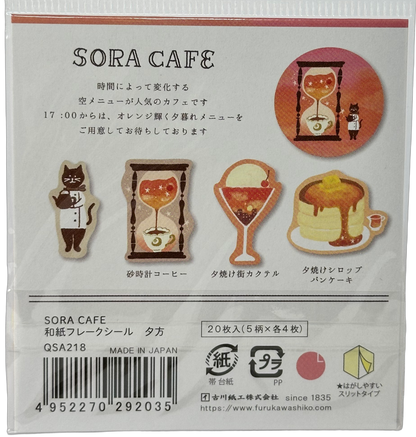 SORA CAFE
時間によって変化する
空メニューが人気のカフェです
17:00からは、オレンジ輝く夕暮れメニューを
ご用意してお待ちしております
砂時計コーヒー
夕焼け街カクテル
夕焼けシロップ
パンケーキ
SORA CAFE
和紙フレークシール 夕方
QSA218
MADE IN JAPAN
4952270292035
20枚入(5柄×各4枚)
紙
帯 台紙
プラ
PP
★はがしやすい
スリットタイプ
古川紙工株式会社 since 1835
https://www.furukawashiko.com